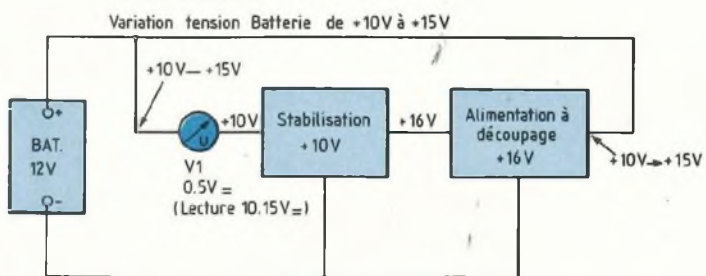 Variation tension Batterie de +10V à +15V
+10V— +15V
+
BAT.
12V
-
U
V1
0.5V=
(Lecture 10.15V=)
+10V
Stabilisation
+10V
+16V
Alimentation à
découpage
+16V
+10V→+15V